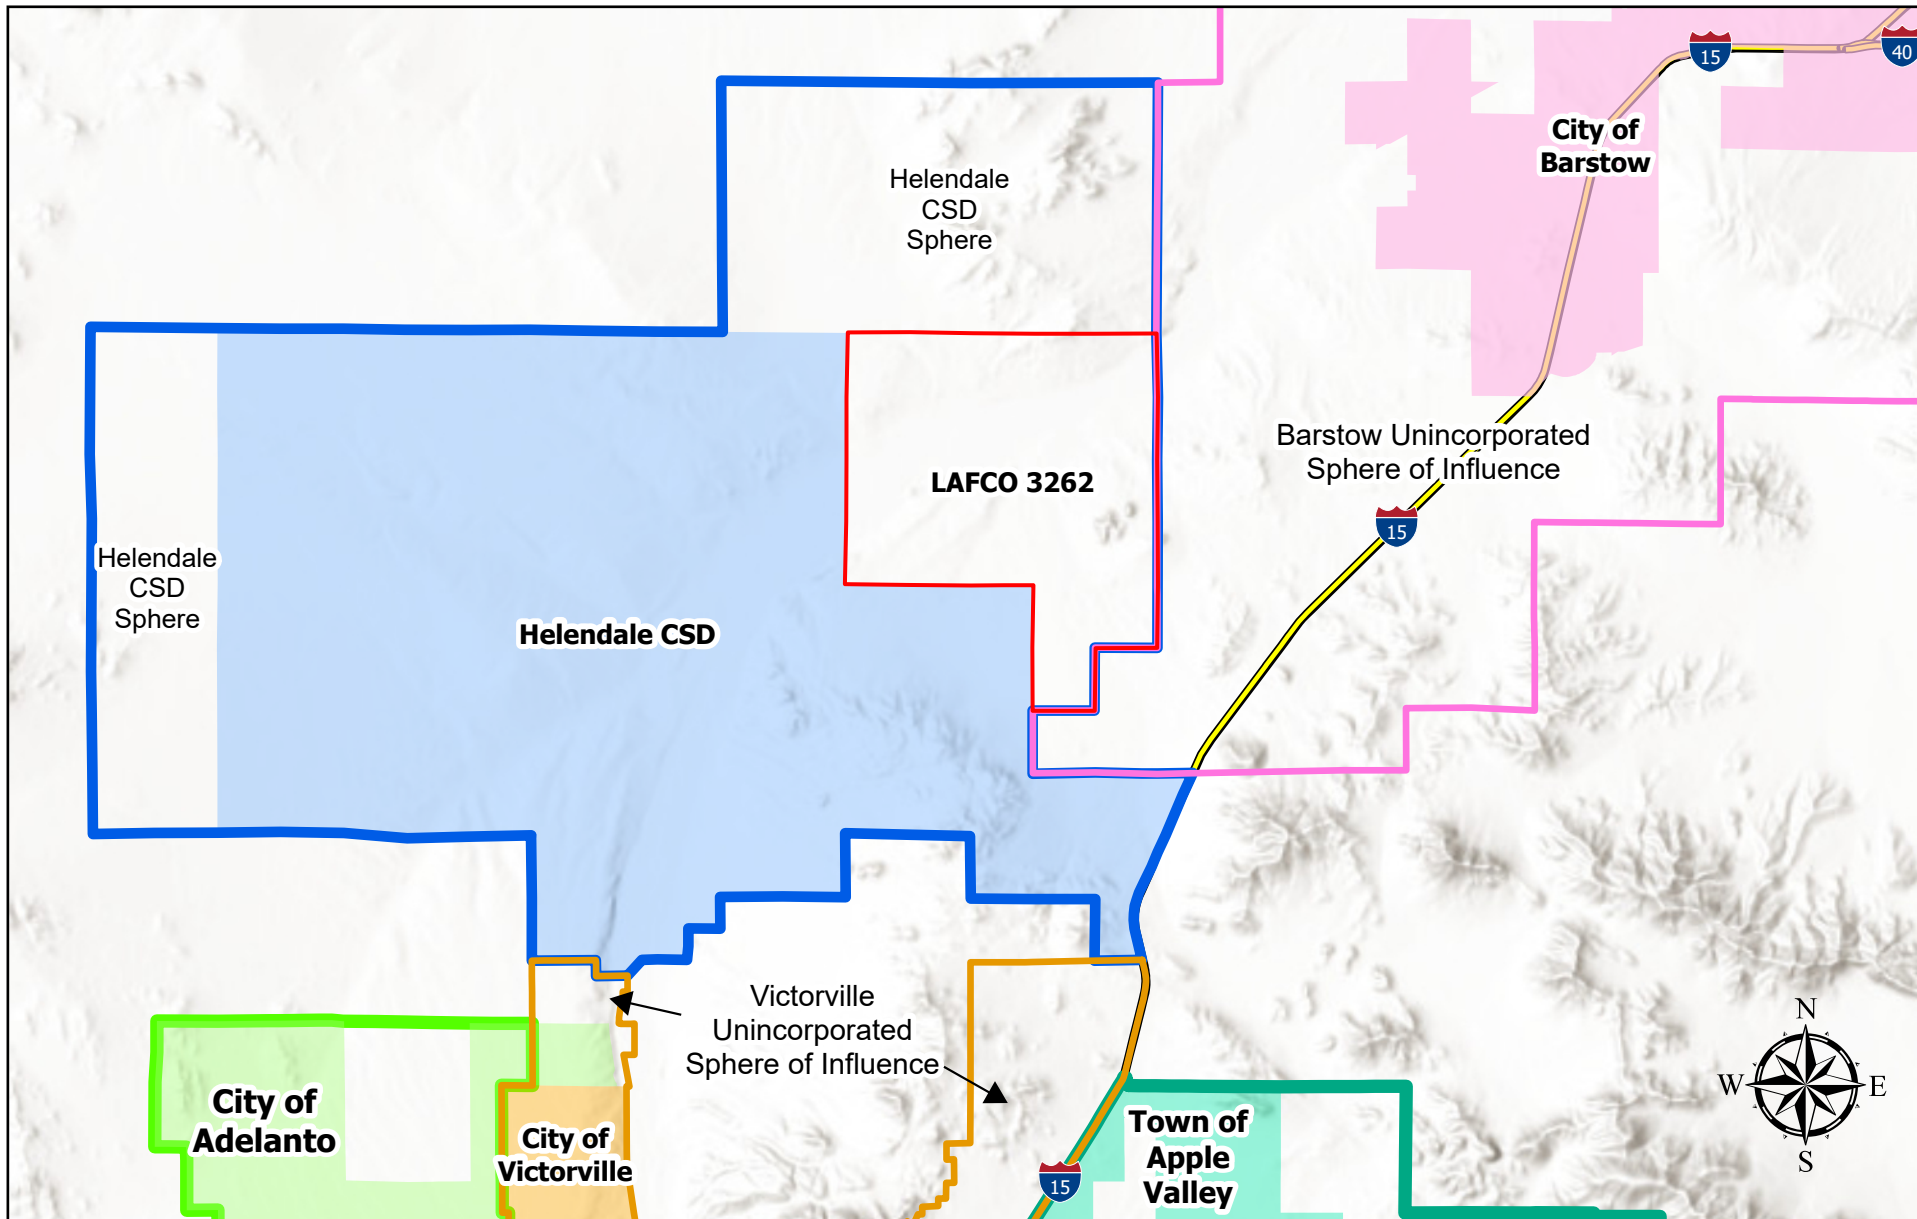 15
40
City of
Barstow
Helendale
CSD
Sphere
Barstow Unincorporated
Sphere of Influence
LAFCO 3262
15
Helendale
CSD
Sphere
Helendale CSD
Victorville
Unincorporated
Sphere of Influence
N
W
E
S
City of
Adelanto
City of
Victorville
Town of
Apple
Valley
15